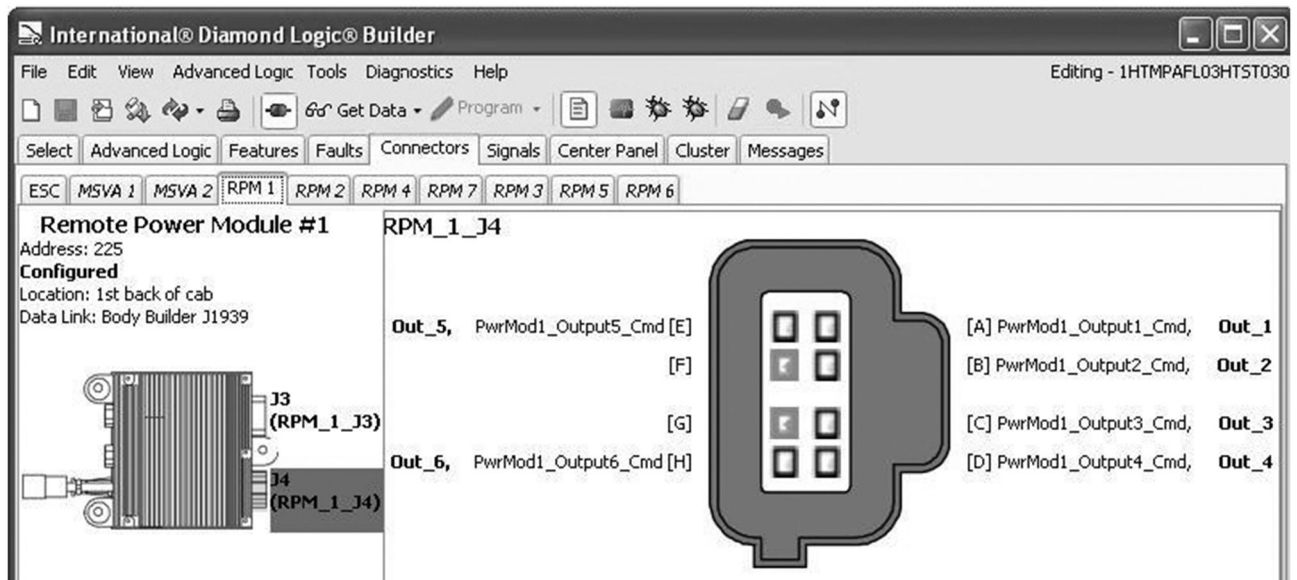 International® Diamond Logic® Builder
File Edit View Advanced Logic Tools Diagnostics Help Editing - 1HTMPAFL03HTST030
Get Data Program
Select Advanced Logic Features Faults Connectors Signals Center Panel Cluster Messages
ESC MSVA 1 MSVA 2 RPM 1 RPM 2 RPM 4 RPM 7 RPM 3 RPM 5 RPM 6
Remote Power Module #1
Address: 225
Configured
Location: 1st back of cab
Data Link: Body Builder J1939
J3
(RPM_1_J3)
J4
(RPM_1_J4)
RPM_1_J4
Out_5, PwrMod1_Output5_Cmd [E]
[F]
[G]
Out_6, PwrMod1_Output6_Cmd [H]
[A] PwrMod1_Output1_Cmd, Out_1
[B] PwrMod1_Output2_Cmd, Out_2
[C] PwrMod1_Output3_Cmd, Out_3
[D] PwrMod1_Output4_Cmd, Out_4